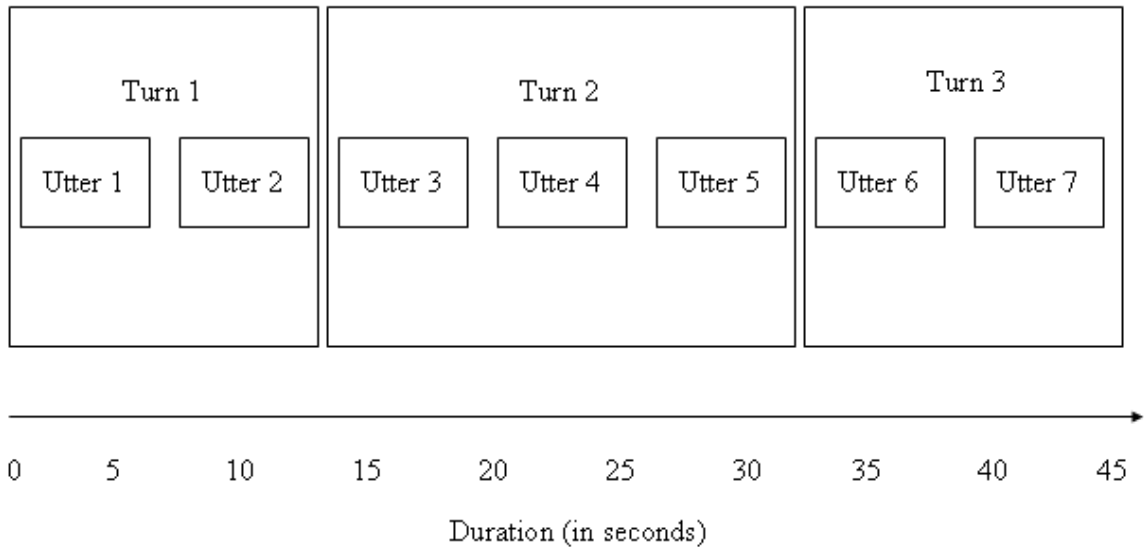 Turn 1
Turn 2
Turn 3
Utter 1
Utter 2
Utter 3
Utter 4
Utter 5
Utter 6
Utter 7
0 5 10 15 20 25 30 35 40 45
Duration (in seconds)